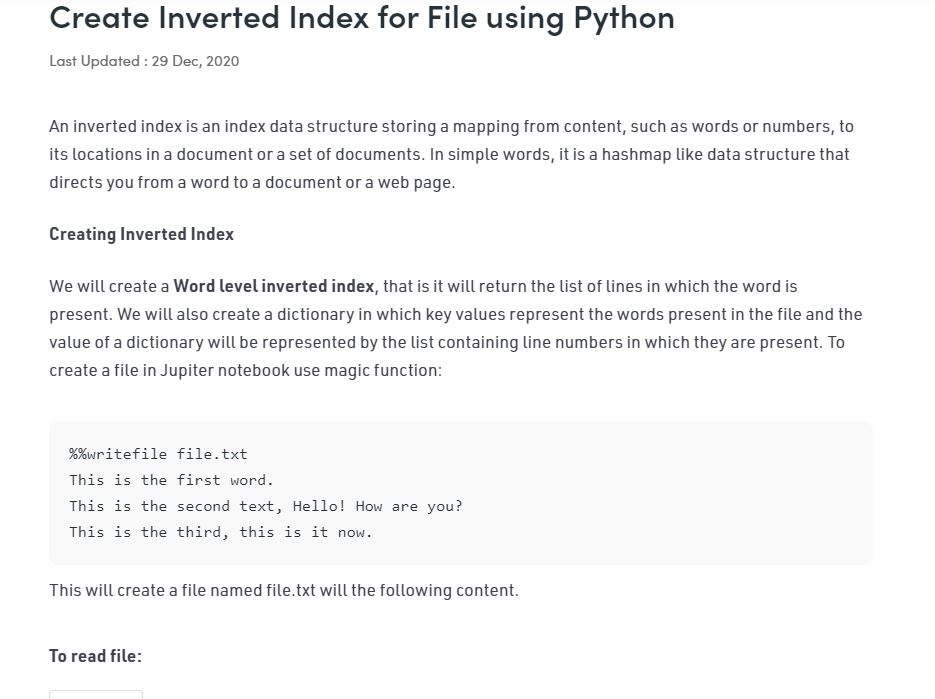 Create Inverted Index for File using Python
Last Updated : 29 Dec, 2020
An inverted index is an index data structure storing a mapping from content, such as words or numbers, to
its locations in a document or a set of documents. In simple words, it is a hashmap like data structure that
directs you from a word to a document or a web page.
Creating Inverted Index
We will create a Word level inverted index, that is it will return the list of lines in which the word is
present. We will also create a dictionary in which key values represent the words present in the file and the
value of a dictionary will be represented by the list containing line numbers in which they are present. To
create a file in Jupiter notebook use magic function:
%%writefile file.txt
This is the first word.
This is the second text, Hello! How are you?
This is the third, this is it now.
This will create a file named file.txt will the following content.
To read file: